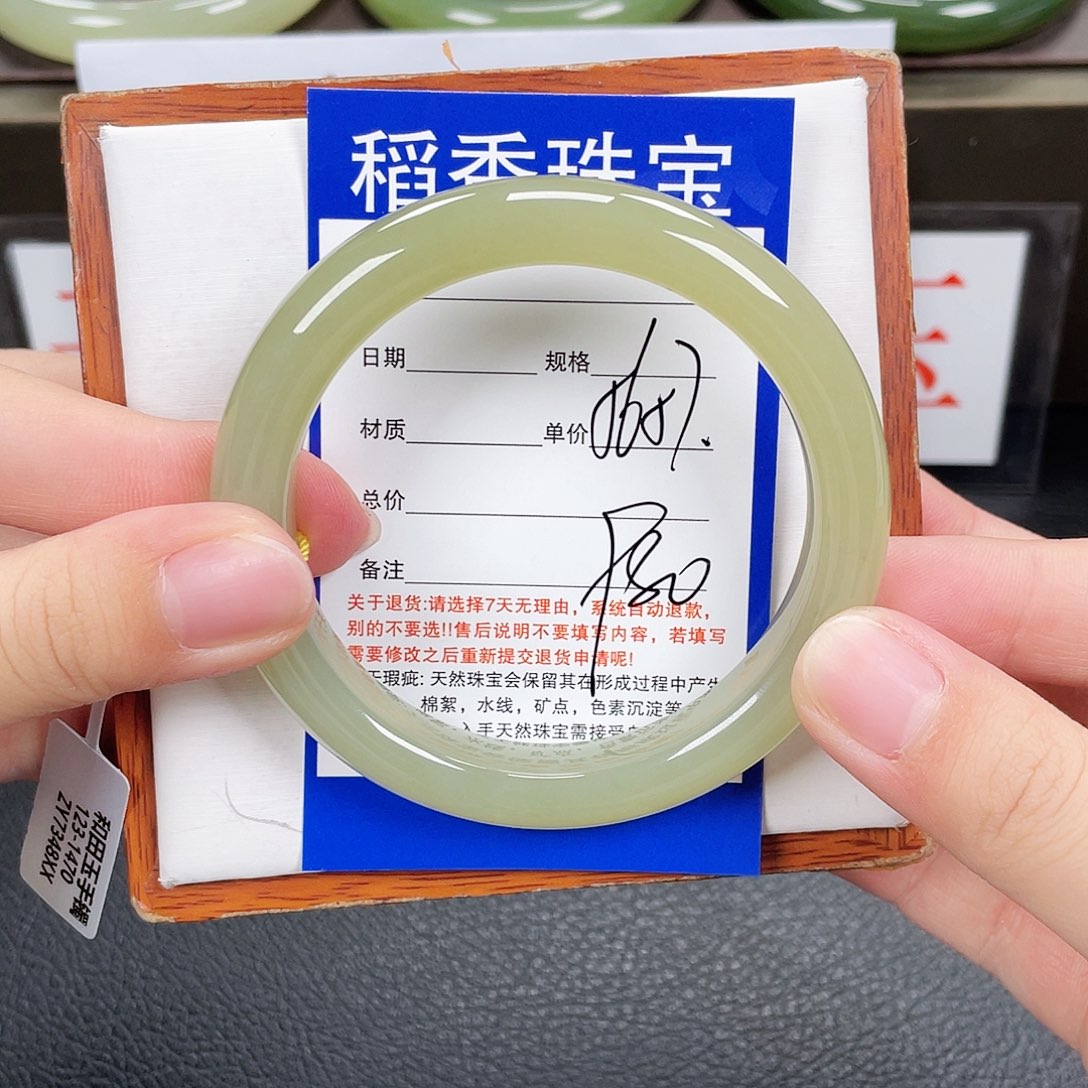 稻香珠宝
日期 规格
材质 单价
总价
备注
关于退货:请选择7天无理由，系统自动退款，
别的不要选!!售后说明不要填写内容，若填写
需要修改之后重新提交退货申请呢!
瑕疵: 天然珠宝会保留其在形成过程中产生
棉絮，水线，矿点，色素沉淀等
入手天然珠宝需接受
和田玉手镯
123-1470
ZY7346XX